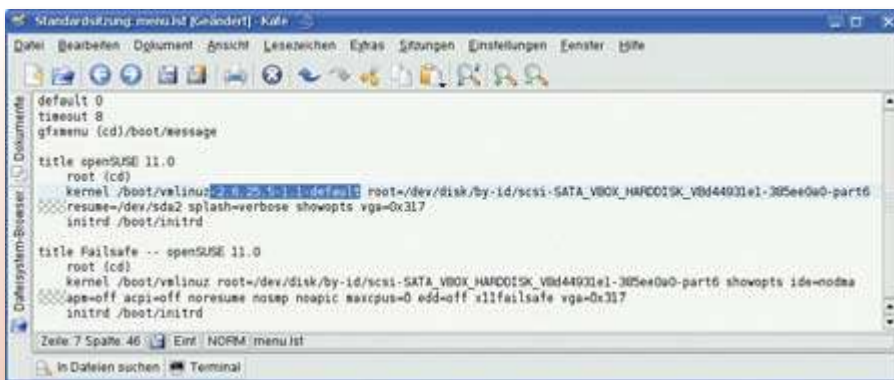 Standardsitzung: menu.lst [Geändert] - Kate
Datei Bearbeiten Dokument Ansicht Lesezeichen Extras Sitzungen Einstellungen Fenster Hilfe
Dokumente
Dateisystem-Browser
default 0
timeout 8
gfxmenu (cd)/boot/message
title openSUSE 11.0
root (cd)
kernel /boot/vmlinuz-2.6.25.5-1.1-default root=/dev/disk/by-id/scsi-SATA_VBOX_HARDDISK_VBd44931e1-385ee0a0-part6
resume=/dev/sda2 splash=verbose showopts vga=0x317
initrd /boot/initrd
title Failsafe -- openSUSE 11.0
root (cd)
kernel /boot/vmlinuz root=/dev/disk/by-id/scsi-SATA_VBOX_HARDDISK_VBd44931e1-385ee0a0-part6 showopts ide=nodma
apm=off acpi=off noresume nosmp noapic maxcpus=0 edd=off x11failsafe vga=0x317
initrd /boot/initrd
Zeile: 7 Spalte: 46 Einf NORM menu.lst
In Dateien suchen Terminal